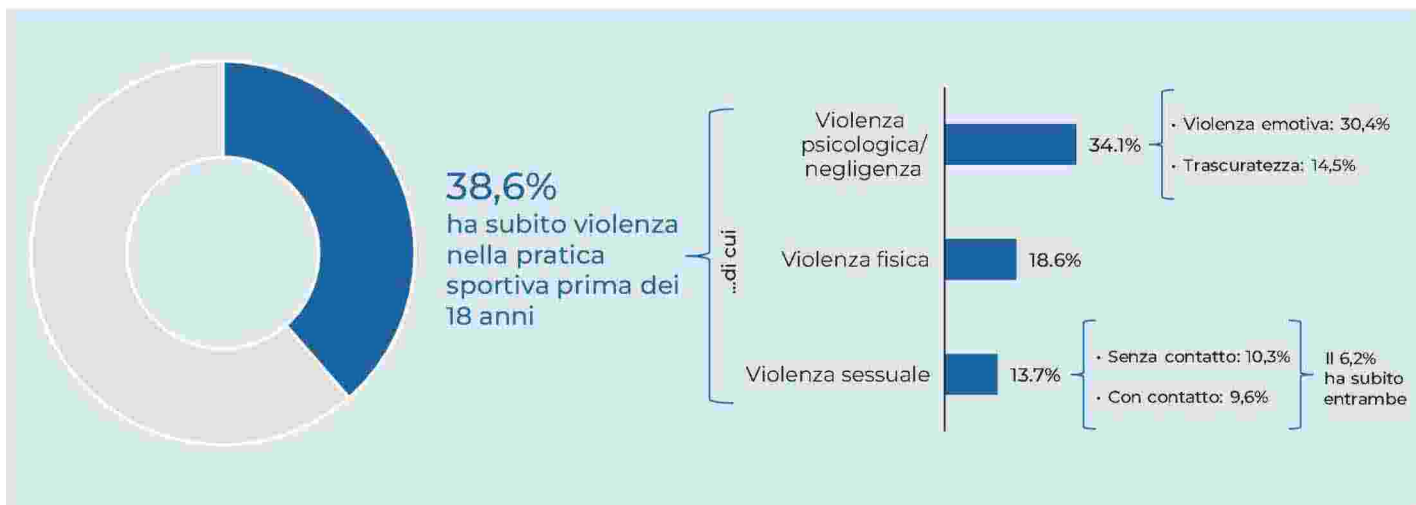 38,6%
ha subito violenza
nella pratica
sportiva prima dei
18 anni
...di cui
Violenza
psicologica/
negligenza
34.1%
• Violenza emotiva: 30,4%
• Trascuratezza: 14,5%
Violenza fisica
18.6%
Violenza sessuale
13.7%
• Senza contatto: 10,3%
• Con contatto: 9,6%
Il 6,2%
ha subito
entrambe